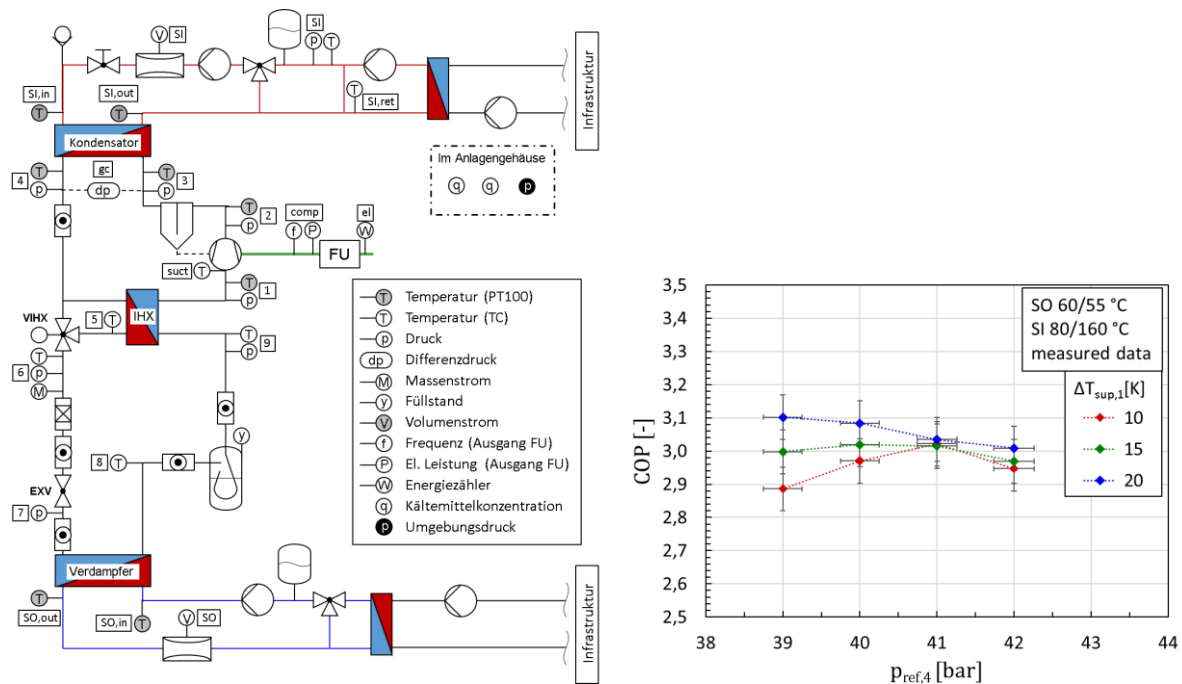 V SI
SI
p T
SI,in
SI,out
T
T
T
SI,ret
Infrastruktur
Kondensator
Im Anlagengehäuse
q q p
4
T
p
gc
dp
T
p
3
T
p
2
comp
f P
el
W
FU
suct T
T
p
1
VIHX
5 T
IHX
T
p
9
6
T
p
M
y
8 T
EXV
7 p
Verdampfer
T
SO,out
SO,in
T
V SO
Infrastruktur
T Temperatur (PT100)
T Temperatur (TC)
p Druck
dp Differenzdruck
M Massenstrom
y Füllstand
V Volumenstrom
f Frequenz (Ausgang FU)
P El. Leistung (Ausgang FU)
W Energiezähler
q Kältemittelkonzentration
p Umgebungsdruck
3,5
3,4
3,3
3,2
3,1
3,0
2,9
2,8
2,7
2,6
2,5
COP [-]
SO 60/55 °C
SI 80/160 °C
measured data
ΔTsup,1[K]
10
15
20
38 39 40 41 42 43 44
pref,4 [bar]